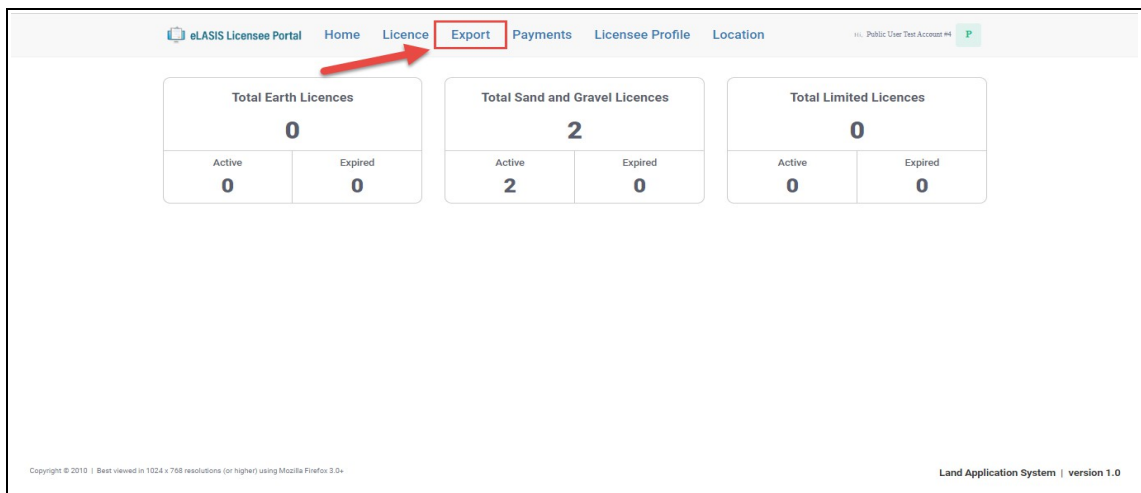 eLASIS Licensee Portal Home Licence Export Payments Licensee Profile Location Hi, Public User Test Account #4 P
Total Earth Licences Total Sand and Gravel Licences Total Limited Licences
0 2 0
Active Expired Active Expired Active Expired
0 0 2 0 0 0
Copyright © 2010 | Best viewed in 1024 x 768 resolutions (or higher) using Mozilla Firefox 3.0+ Land Application System | version 1.0